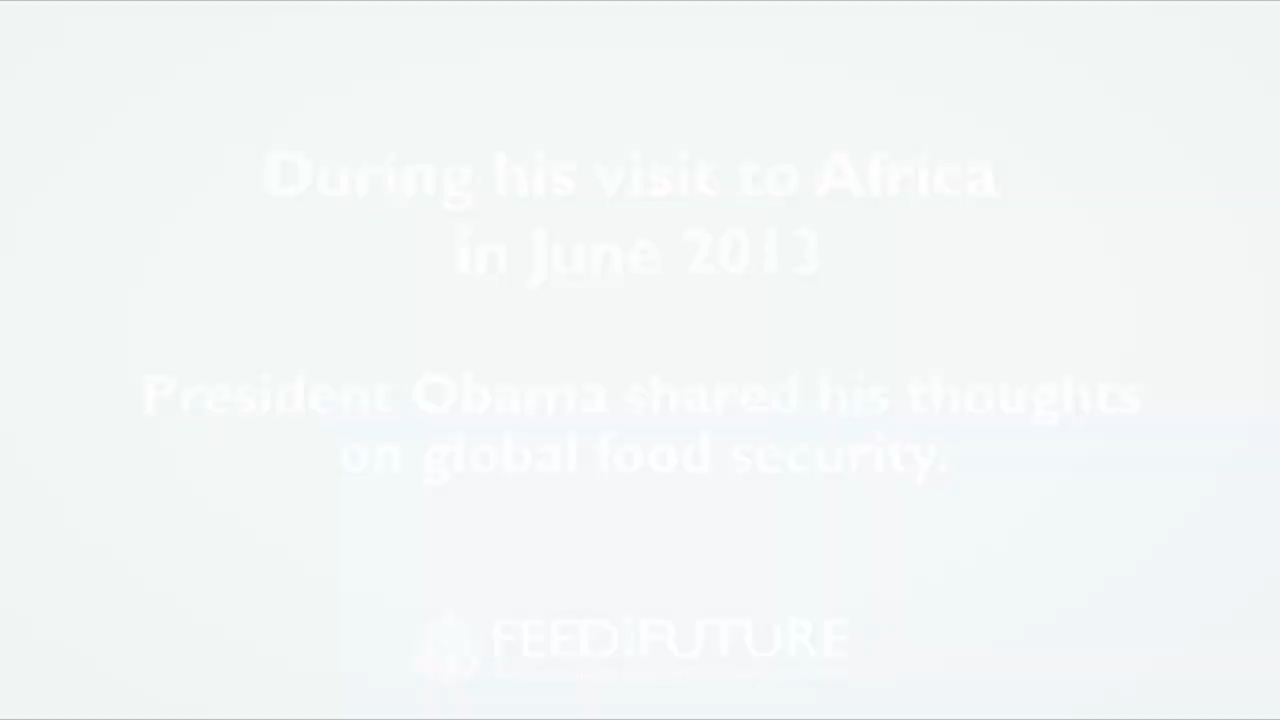 During his visit to Africa
in June 2013
President Obama shared his thoughts
on global food security.
FEED THE FUTURE